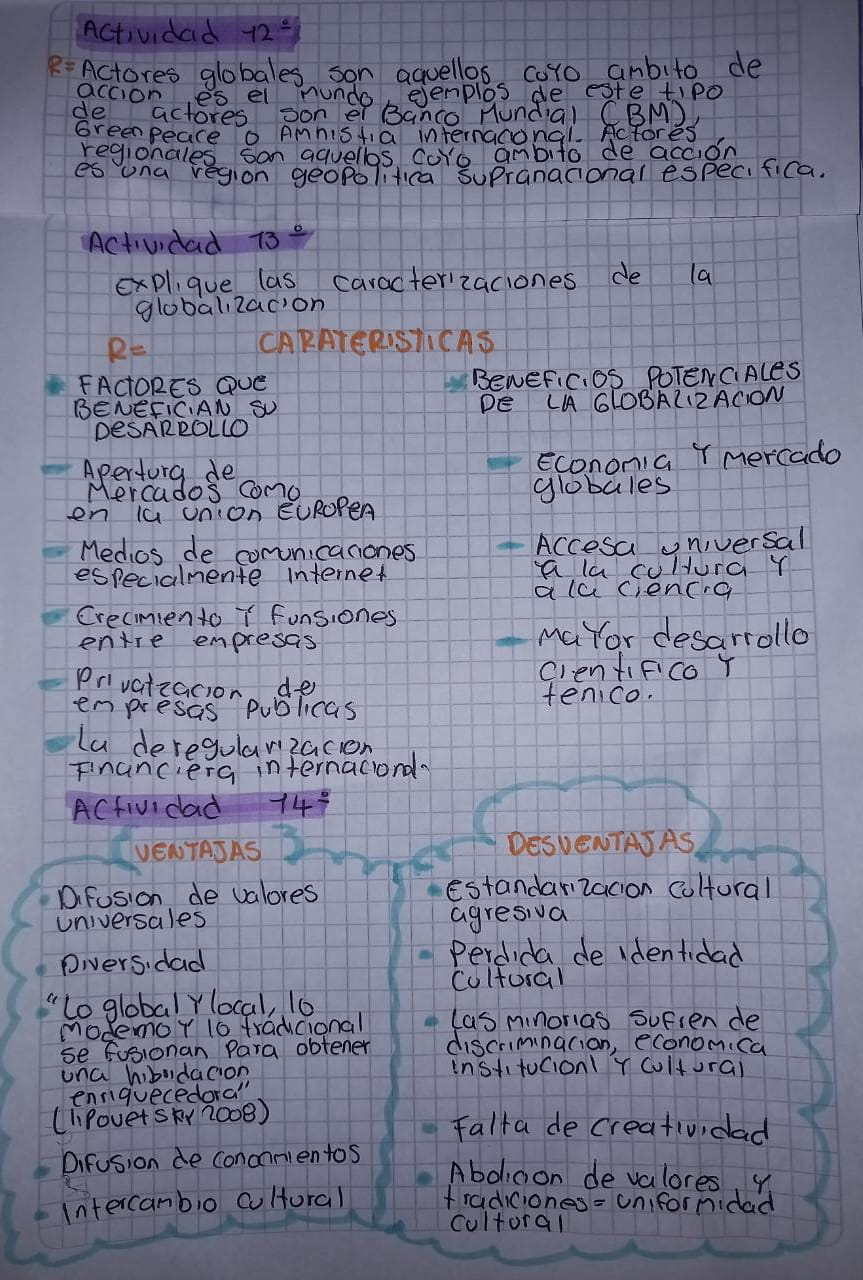 Actividad 12º
R= Actores globales son aquellos cuyo ambito de
accion es el mundo, ejemplos de este tipo
de actores son el Banco Mundial (BM),
Greenpeace o Amnistia internaconal. Actores
regionales son aquellos cuyo ambito de acción
es una region geopolitica supranacional especifica.
Actividad 13º
Explique las caracterizaciones de la
globalizacion
R= CARATERISTICAS
FACTORES QUE
BENEFICIAN SU
DESARROLLO
- Apertura de
Mercados como
en la union EUROPEA
- Medios de comunicaciones
especialmente internet
- Crecimiento Y funsiones
entre empresas
- Privatzacion de
empresas publicas
- La deregularizacion
Financiera internacional
BENEFICIOS POTENCIALES
DE LA GLOBALIZACION
- Economia Y mercado
globales
- Accesa universal
a la cultura Y
a la ciencia
- Mayor desarrollo
cientifico Y
tenico.
Actividad 14º
VENTAJAS
Difusion de valores
universales
Diversidad
"Lo global Y local, lo
moderno Y lo tradicional
se fusionan para obtener
una hibridacion
enriquecedora"
(lipovetsky 2008)
Difusion de
Intercambio cultural
DESVENTAJAS
Estandarizacion cultural
agresiva
Perdida de identidad
cultural
Las minorias sufren de
discriminacion, economica
institucionl Y cultural
Falta de creatividad
Abolicion de valores y
tradiciones = uniformidad
cultural